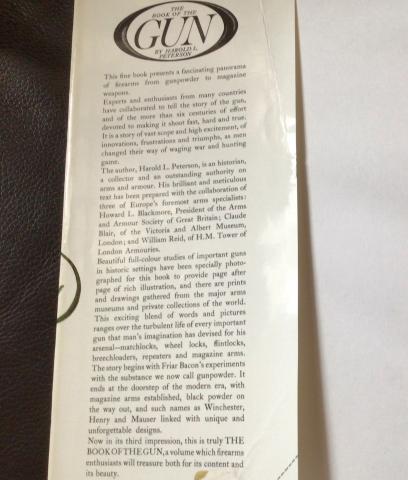 THE
BOOK OF THE
GUN
BY HAROLD L.
PETERSON
This fine book presents a fascinating panorama
of firearms from gunpowder to magazine
weapons.
Experts and enthusiasts from many countries
have collaborated to tell the story of the gun,
and of the more than six centuries of effort
devoted to making it shoot fast, hard and true.
It is a story of vast scope and high excitement, of
innovations, frustrations and triumphs, as men
changed their way of waging war and hunting
game.
The author, Harold L. Peterson, is an historian,
a collector and an outstanding authority on
arms and armour. His brilliant and meticulous
text has been prepared with the collaboration of
three of Europe's foremost arms specialists:
Howard L. Blackmore, President of the Arms
and Armour Society of Great Britain; Claude
Blair, of the Victoria and Albert Museum,
London; and William Reid, of H.M. Tower of
London Armouries.
Beautiful full-colour studies of important guns
in historic settings have been specially photo-
graphed for this book to provide page after
page of rich illustration, and there are prints
and drawings gathered from the major arms
museums and private collections of the world.
This exciting blend of words and pictures
ranges over the turbulent life of every important
gun that man's imagination has devised for his
arsenal—matchlocks, wheel locks, flintlocks,
breechloaders, repeaters and magazine arms.
The story begins with Friar Bacon's experiments
with the substance we now call gunpowder. It
ends at the doorstep of the modern era, with
magazine arms established, black powder on
the way out, and such names as Winchester,
Henry and Mauser linked with unique and
unforgettable designs.
Now in its third impression, this is truly THE
BOOK OF THE GUN, a volume which firearms
enthusiasts will treasure both for its content and
its beauty.